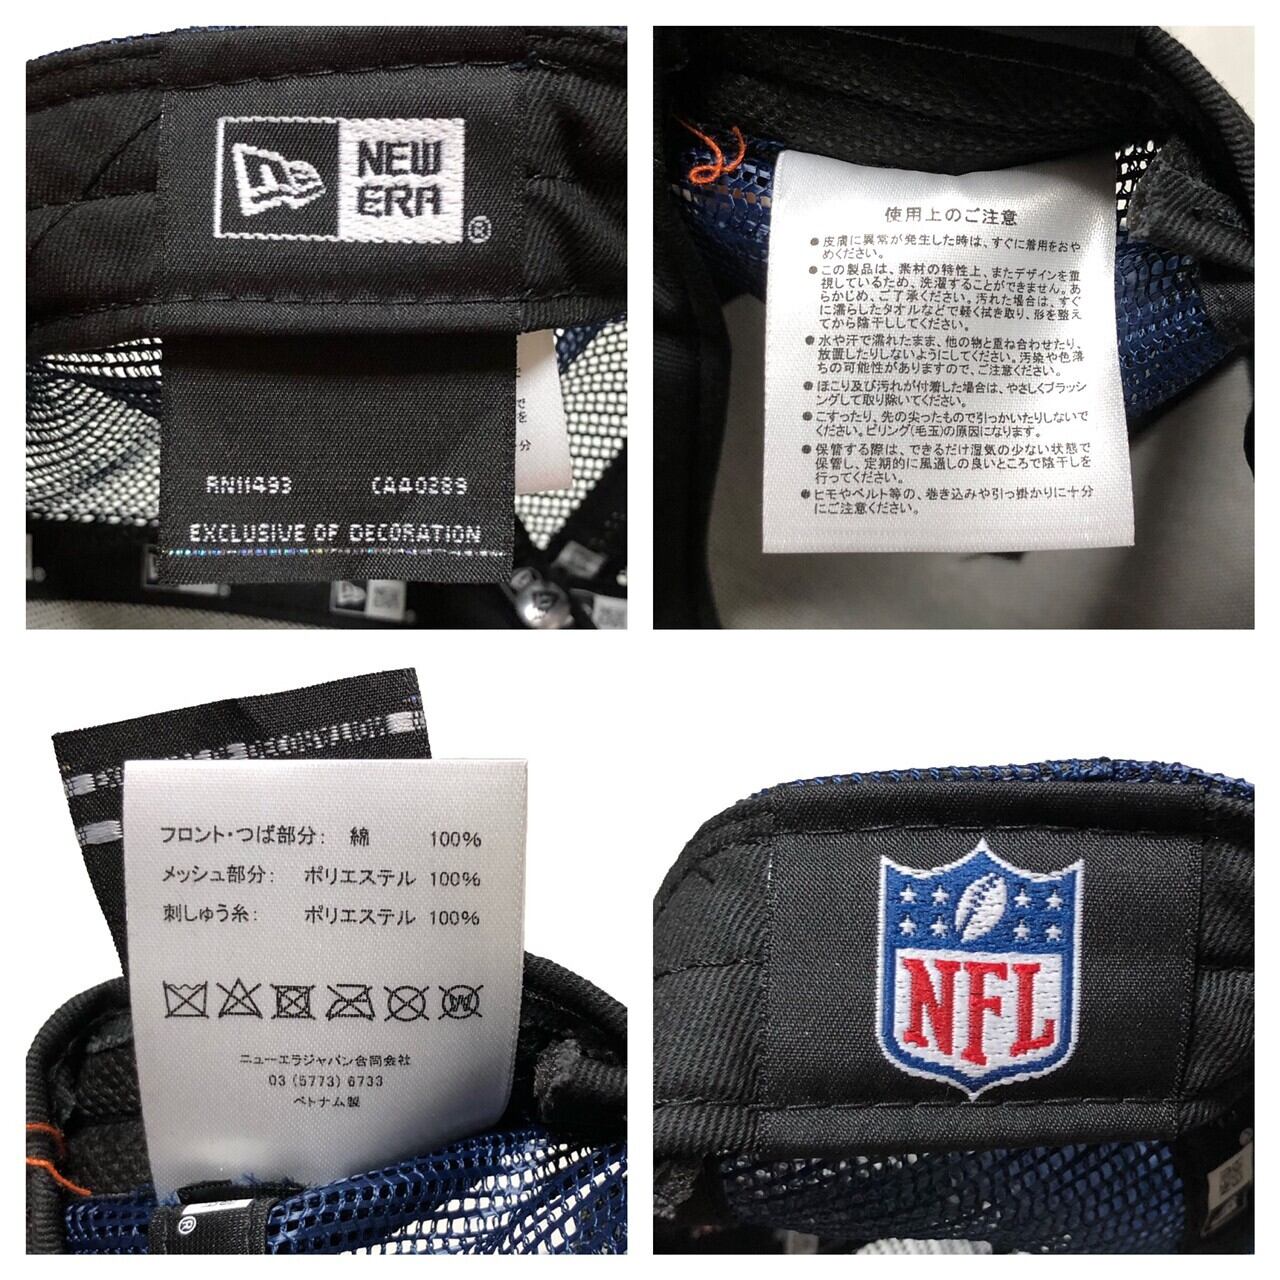 NEW
ERA
®
RN11493 CA40289
EXCLUSIVE OF DECORATION
使用上のご注意
●皮膚に異常が発生した時は、すぐに着用をおや
めください。
●この製品は、素材の特性上、またデザインを重
視しているため、洗濯することができません。あ
らかじめ、ご了承ください。汚れた場合は、すぐ
に濡らしたタオルなどで軽く拭き取り、形を整え
てから陰干ししてください。
●水や汗で濡れたまま、他の物と重ね合わせたり、
放置したりしないようにしてください。汚染や色落
ちの可能性がありますので、ご注意ください。
●ほこり及び汚れが付着した場合は、やさしくブラッシ
ングして取り除いてください。
●こすったり、先の尖ったもので引っかいたりしないで
ください。ピリング(毛玉)の原因になります。
●保管する際は、できるだけ湿気の少ない状態で
保管し、定期的に風通しの良いところで陰干しを
行ってください。
●ヒモやベルト等の、巻き込みや引っ掛かりに十分
にご注意ください。
フロント・つば部分: 綿 100%
メッシュ部分: ポリエステル 100%
刺しゅう糸: ポリエステル 100%
ニューエラジャパン合同会社
03 (5773) 6733
ベトナム製
®
NFL